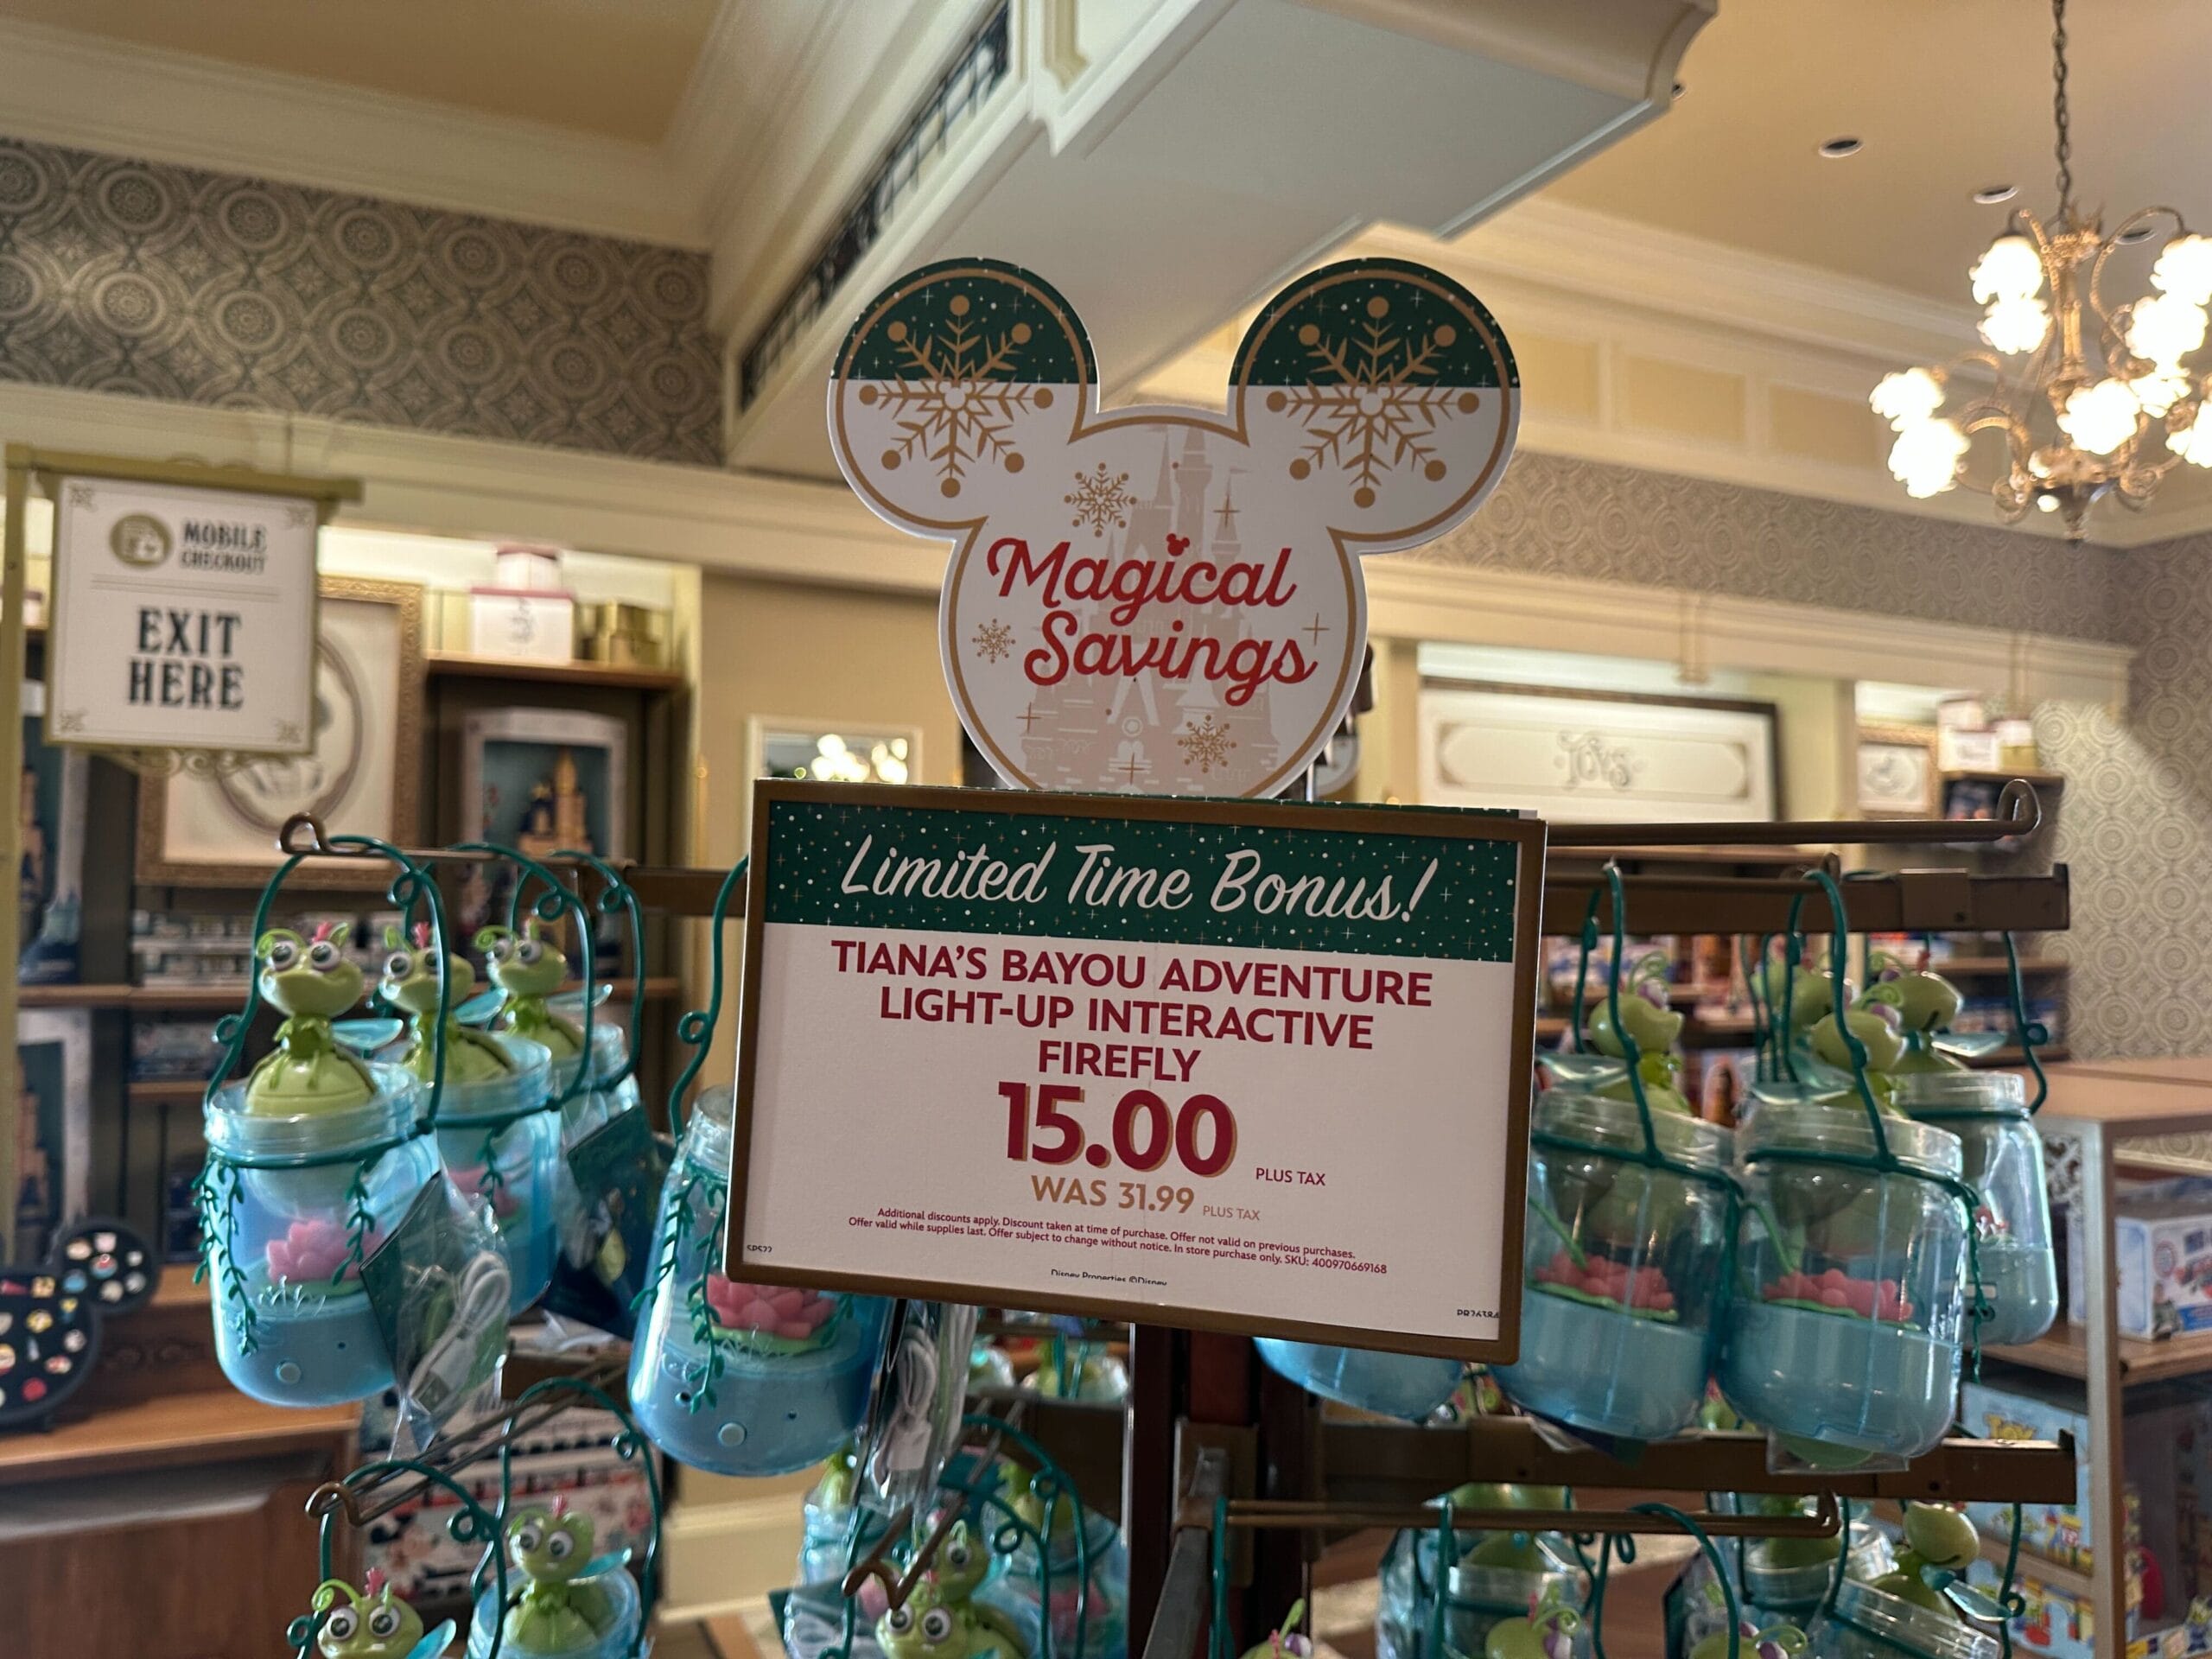 MOBILE
CHECKOUT
EXIT
HERE
Magical
Savings
TOYS
Limited Time Bonus!
TIANA'S BAYOU ADVENTURE
LIGHT-UP INTERACTIVE
FIREFLY
15.00 PLUS TAX
WAS 31.99 PLUS TAX
Additional discounts apply. Discount taken at time of purchase. Offer not valid on previous purchases.
Offer valid while supplies last. Offer subject to change without notice. In store purchase only. SKU: 400970669168
Disney Properties ©Disney